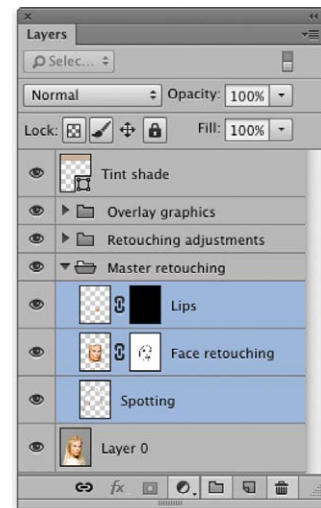 Layers
Selec...
Normal Opacity: 100%
Lock: Fill: 100%
Tint shade
Overlay graphics
Retouching adjustments
Master retouching
Lips
Face retouching
Spotting
Layer 0
fx